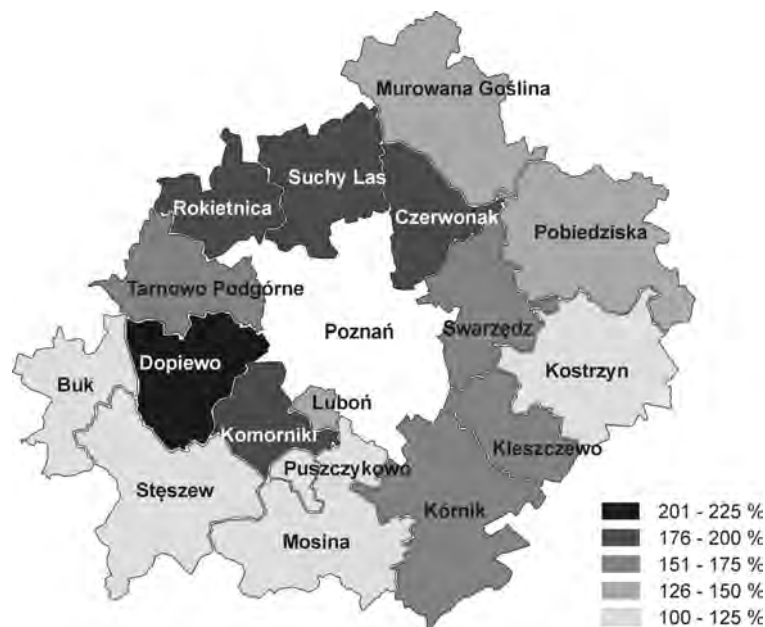 Murowana Goślina
Suchy Las
Rokietnica
Czerwonak
Pobiedziska
Tarnowo Podgórne
Poznań
Swarzędz
Dopiewo
Kostrzyn
Buk
Luboń
Komorniki
Kleszczewo
Puszczykowo
Stęszew
Kórnik
Mosina
201 - 225 %
176 - 200 %
151 - 175 %
126 - 150 %
100 - 125 %